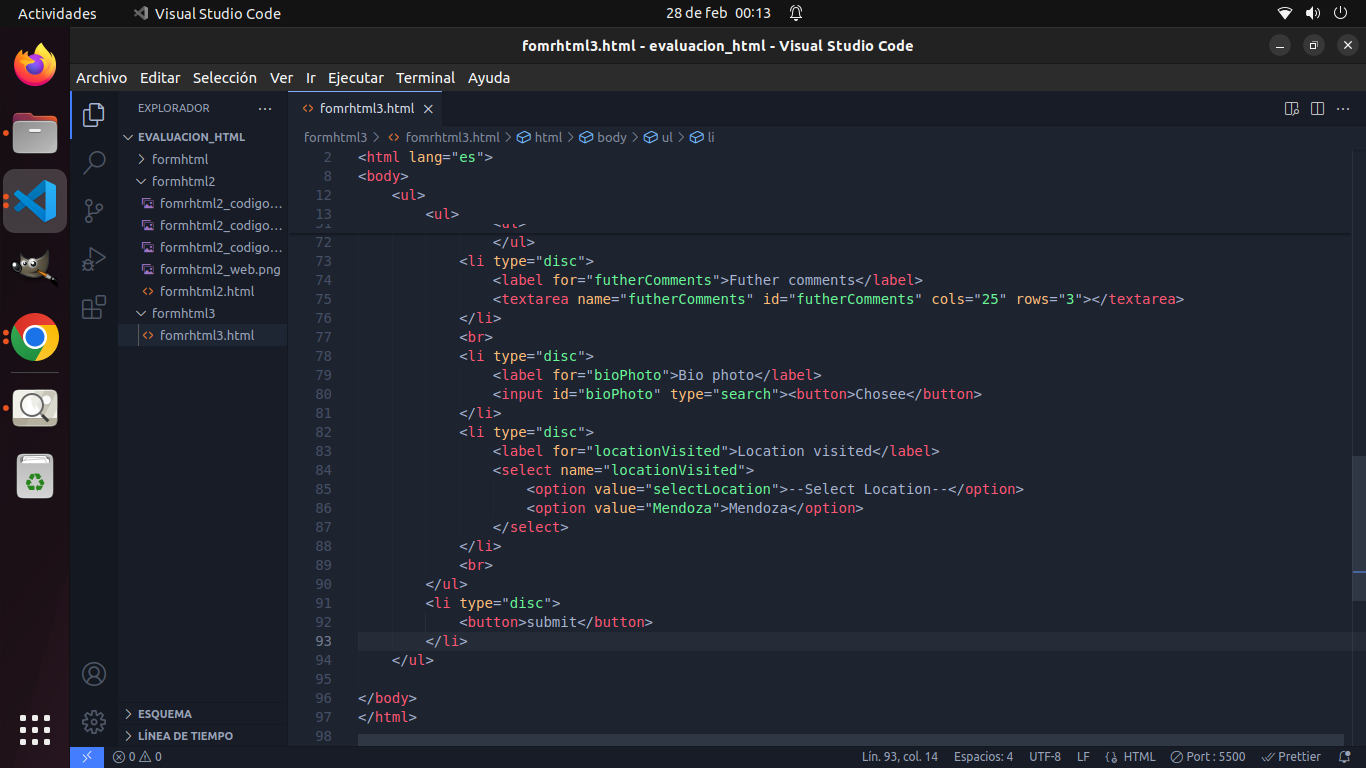 Actividades
Visual Studio Code
28 de feb 00:13
fomrhtml3.html - evaluacion_html - Visual Studio Code
Archivo Editar Selección Ver Ir Ejecutar Terminal Ayuda
EXPLORADOR
EVALUACION_HTML
formhtml
formhtml2
fomrhtml2_codigo...
fomrhtml2_codigo...
fomrhtml2_codigo...
formhtml2_web.png
formhtml2.html
formhtml3
fomrhtml3.html
ESQUEMA
LÍNEA DE TIEMPO
fomrhtml3.html
formhtml3 > fomrhtml3.html > html > body > ul > li
2 <html lang="es">
8 <body>
12 <ul>
13 <ul>
51 <ul>
72 </ul>
73 <li type="disc">
74 <label for="futherComments">Futher comments</label>
75 <textarea name="futherComments" id="futherComments" cols="25" rows="3"></textarea>
76 </li>
77 <br>
78 <li type="disc">
79 <label for="bioPhoto">Bio photo</label>
80 <input id="bioPhoto" type="search"><button>Chosee</button>
81 </li>
82 <li type="disc">
83 <label for="locationVisited">Location visited</label>
84 <select name="locationVisited">
85 <option value="selectLocation">--Select Location--</option>
86 <option value="Mendoza">Mendoza</option>
87 </select>
88 </li>
89 <br>
90 </ul>
91 <li type="disc">
92 <button>submit</button>
93 </li>
94 </ul>
95
96 </body>
97 </html>
98
0 0
Lín. 93, col. 14
Espacios: 4
UTF-8
LF
HTML
Port : 5500
Prettier